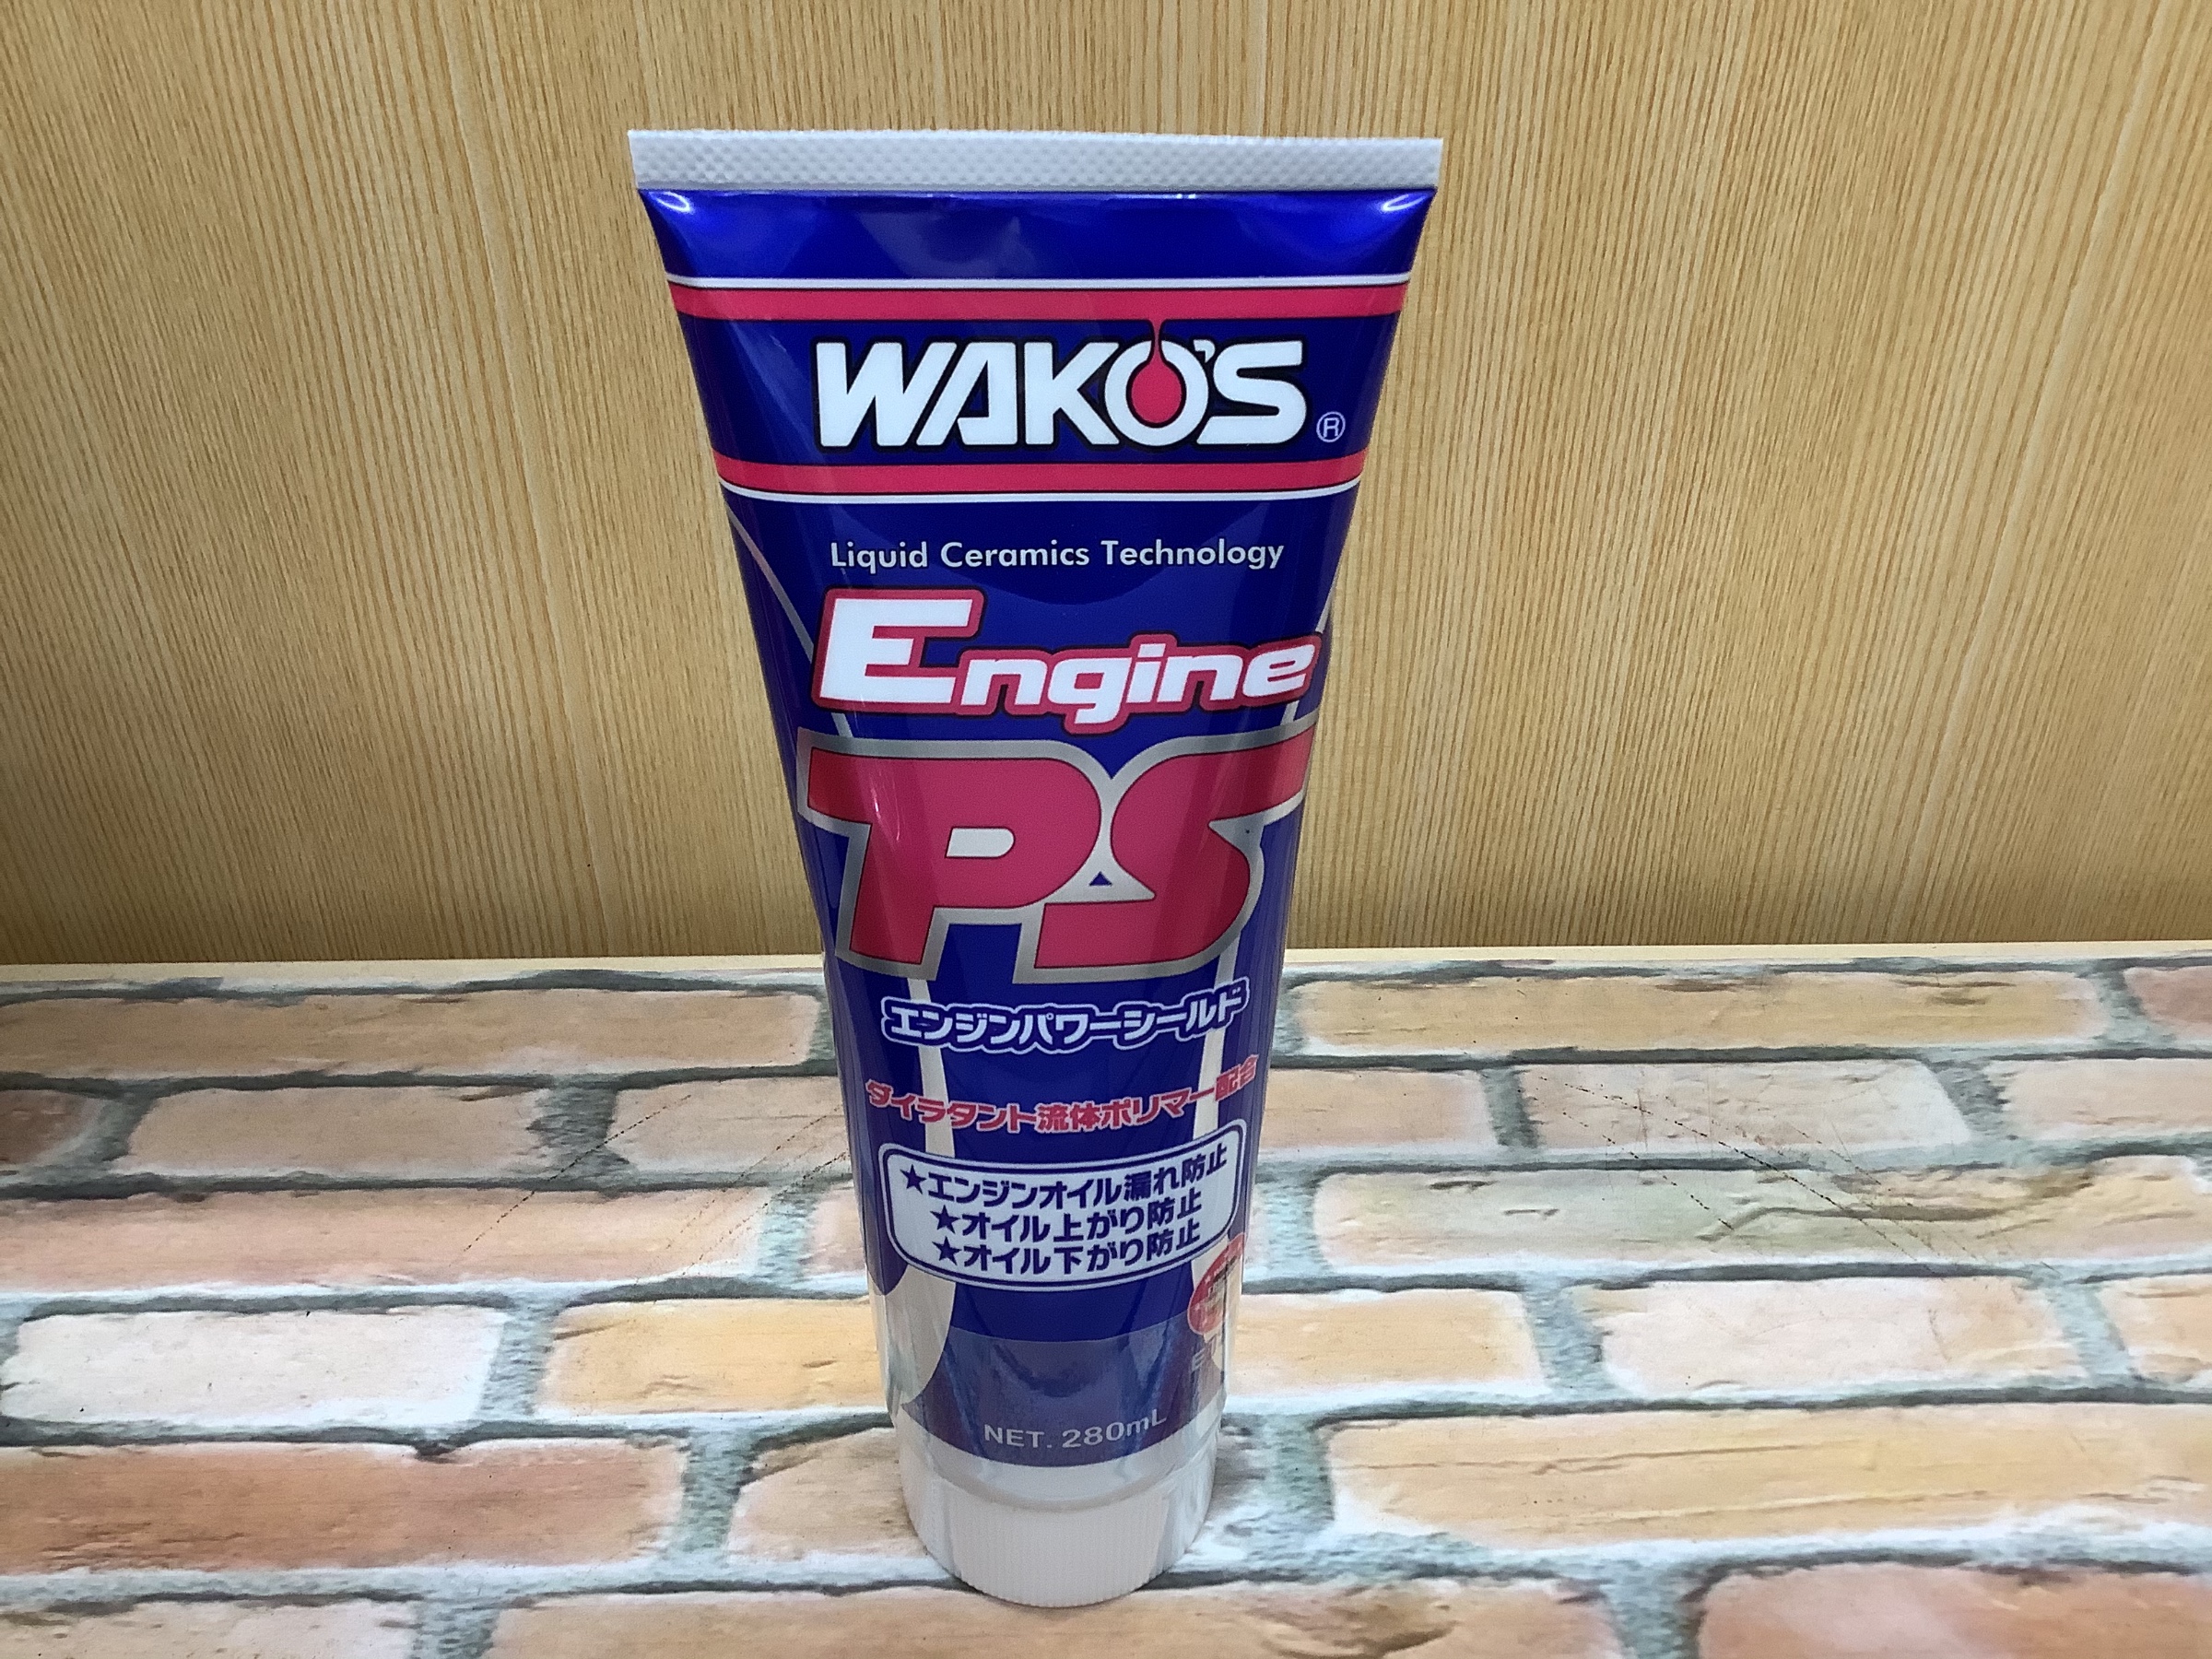 WAKO'S®
Liquid Ceramics Technology
Engine
PS
エンジンパワーシールド
ダイラタント流体ポリマー配合
★エンジンオイル漏れ防止
★オイル上がり防止
★オイル下がり防止
NET. 280mL